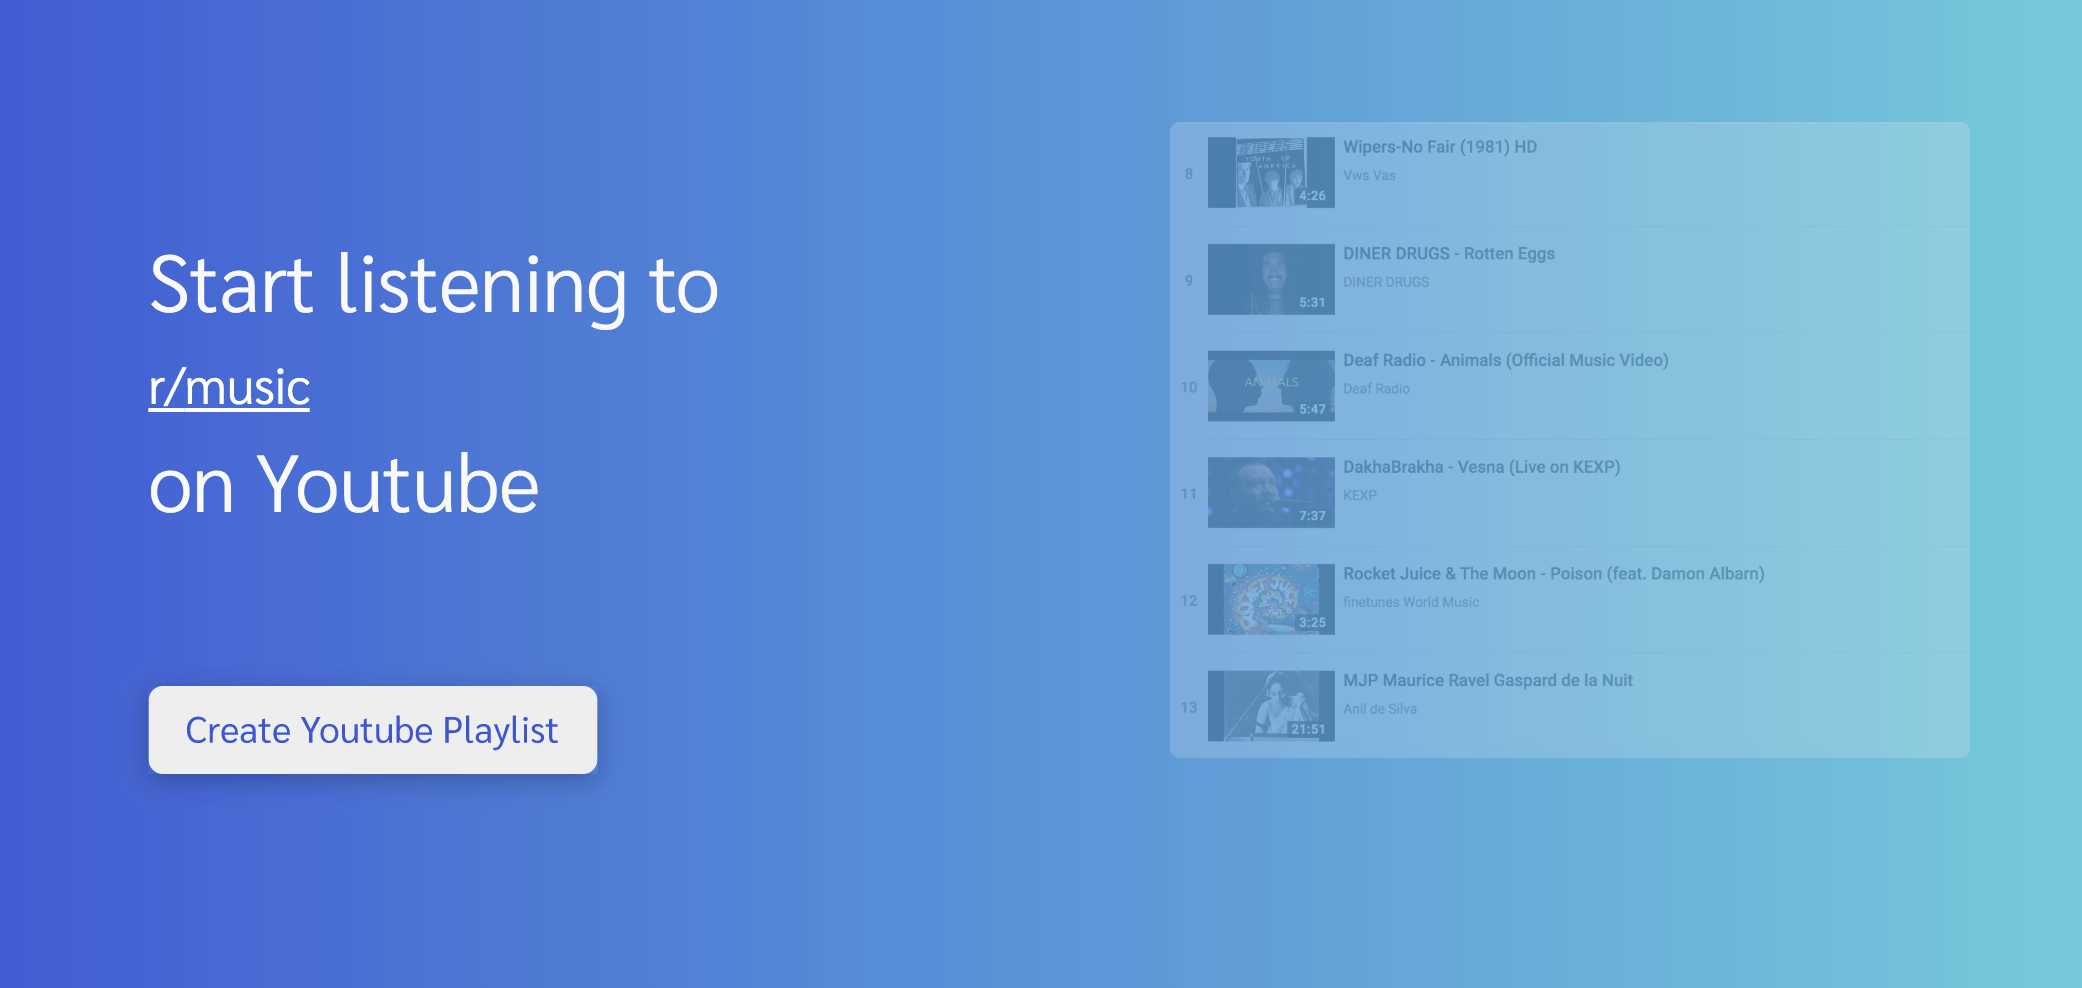 Start listening to
r/music
on Youtube
Create Youtube Playlist
8
WIPERS
YOUTH OF
AMERICA
4:26
Wipers-No Fair (1981) HD
Vws Vas
9
5:31
DINER DRUGS - Rotten Eggs
DINER DRUGS
10
ANIMALS
5:47
Deaf Radio - Animals (Official Music Video)
Deaf Radio
11
7:37
DakhaBrakha - Vesna (Live on KEXP)
KEXP
12
3:25
Rocket Juice & The Moon - Poison (feat. Damon Albarn)
finetunes World Music
13
21:51
MJP Maurice Ravel Gaspard de la Nuit
Anil de Silva